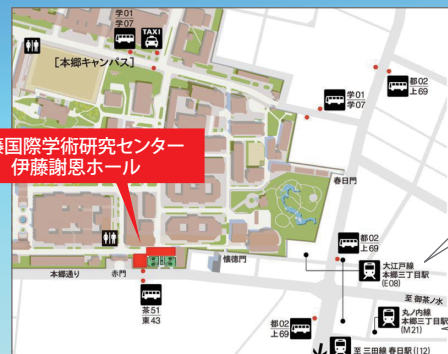 学01
学07
TAXI
［本郷キャンパス］
学01
学07
都02
上69
国際学術研究センター
伊藤謝恩ホール
春日門
都02
上69
本郷通り
赤門
懐徳門
大江戸線
本郷三丁目駅
(E08)
茶51
東43
至 御茶ノ水
丸ノ内線
本郷三丁目駅
(M21)
都02
上69
至 三田線 春日駅(I12)